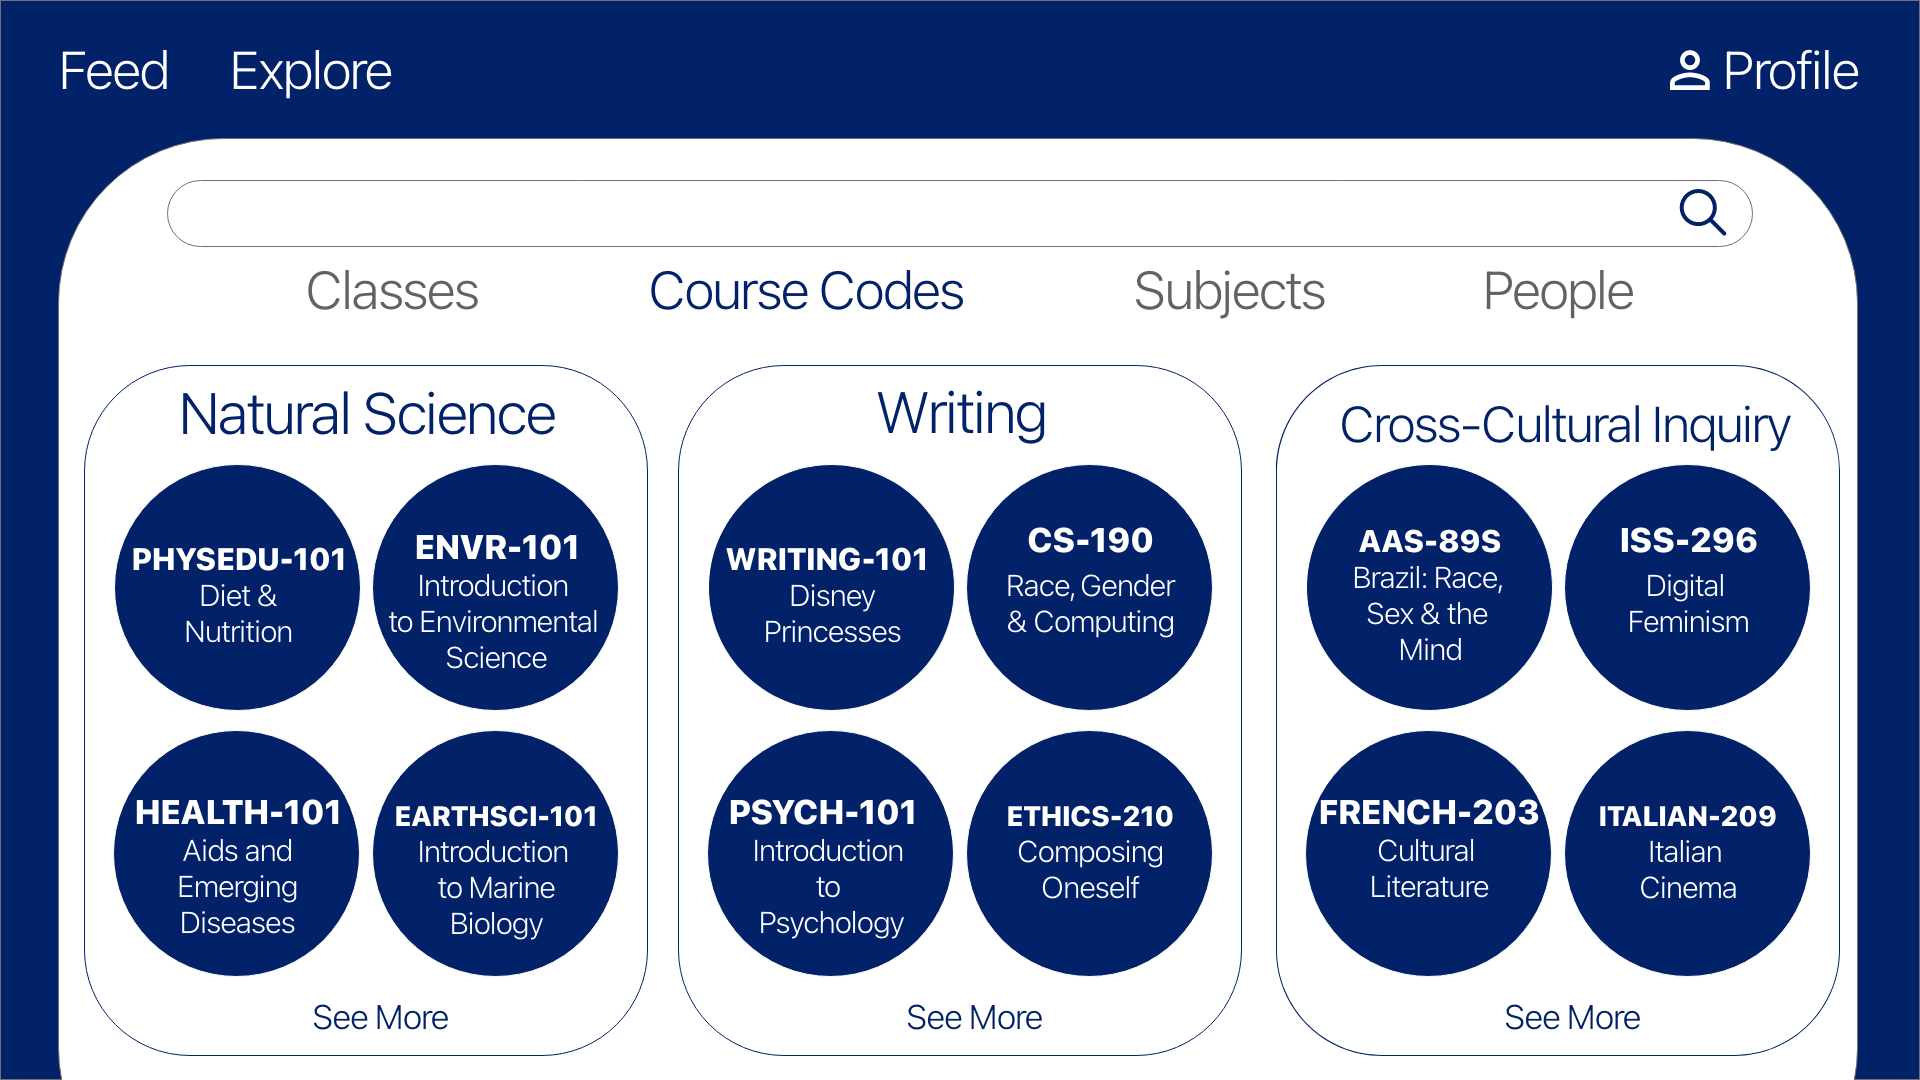 Feed
Explore
Profile
Classes
Course Codes
Subjects
People
Natural Science
PHYSEDU-101
Diet &
Nutrition
ENVR-101
Introduction
to Environmental
Science
HEALTH-101
Aids and
Emerging
Diseases
EARTHSCI-101
Introduction
to Marine
Biology
See More
Writing
WRITING-101
Disney
Princesses
CS-190
Race, Gender
& Computing
PSYCH-101
Introduction
to
Psychology
ETHICS-210
Composing
Oneself
See More
Cross-Cultural Inquiry
AAS-89S
Brazil: Race,
Sex & the
Mind
ISS-296
Digital
Feminism
FRENCH-203
Cultural
Literature
ITALIAN-209
Italian
Cinema
See More